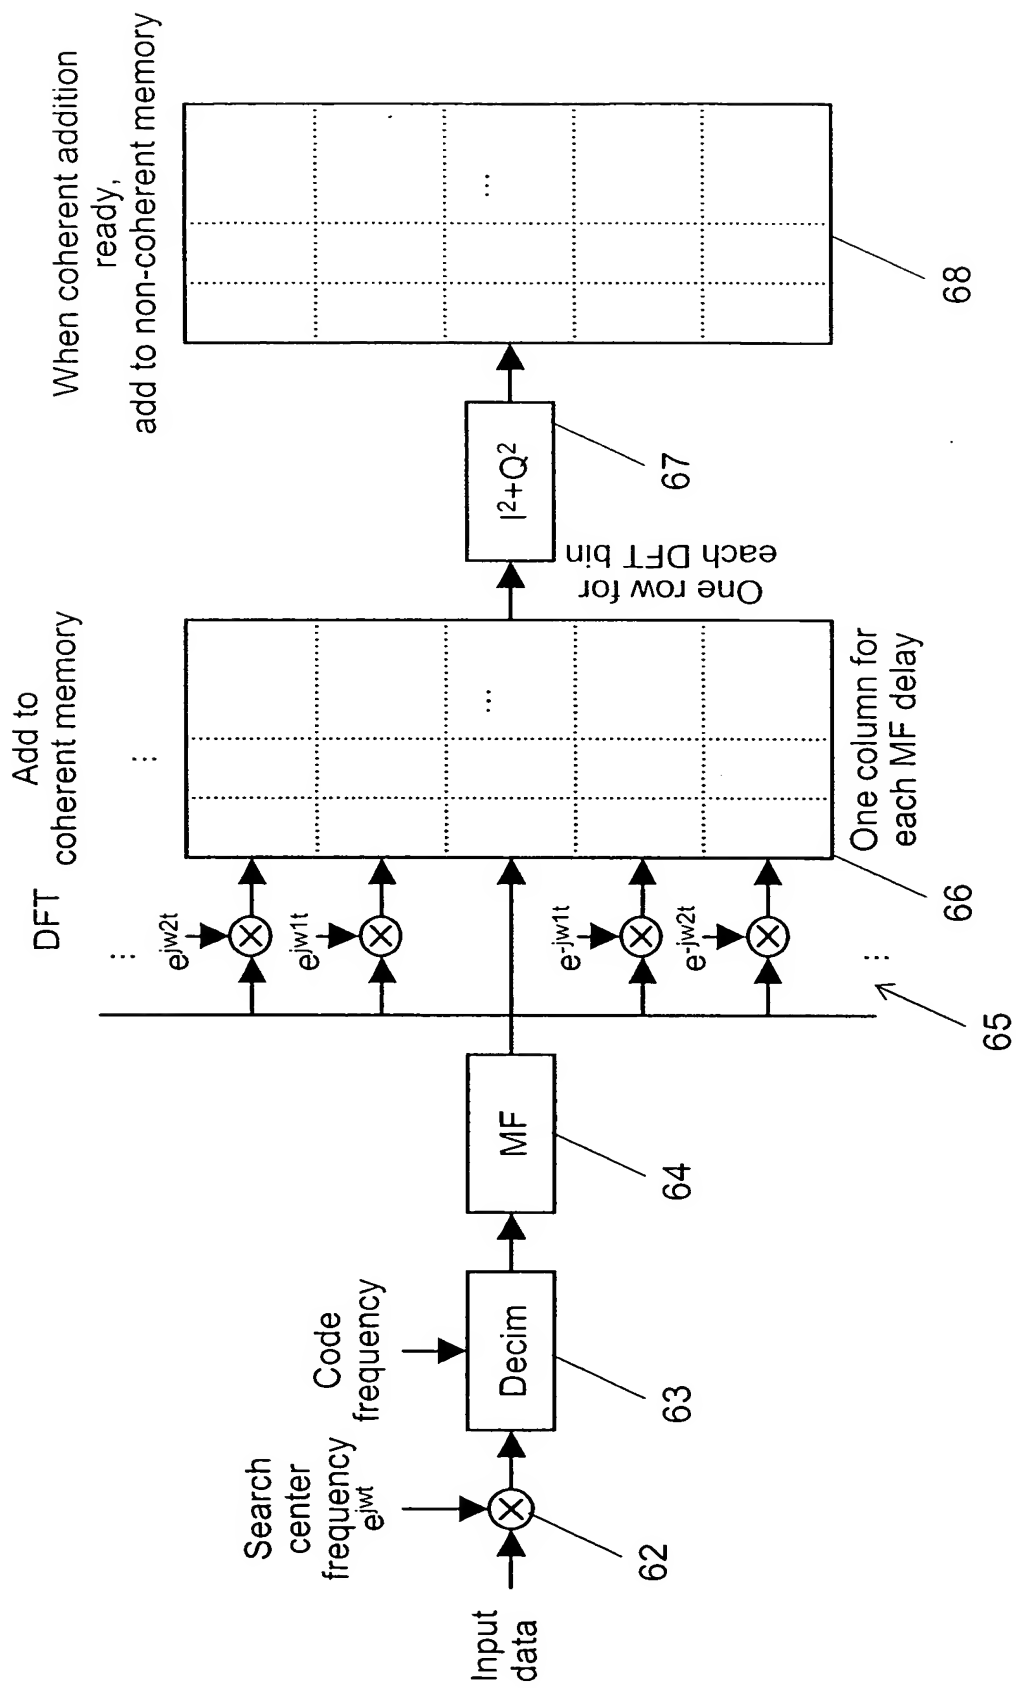 Input
data
Search
center
frequency
e^jwt
62
Code
frequency
Decim
63
MF
64
DFT
⋮
e^jw2t
e^jw1t
e^-jw1t
e^-jw2t
⋮
65
Add to
coherent memory
⋮
...
66
One column for
each MF delay
One row for
each DFT bin
I²+Q²
67
When coherent addition
ready,
add to non-coherent memory
...
68